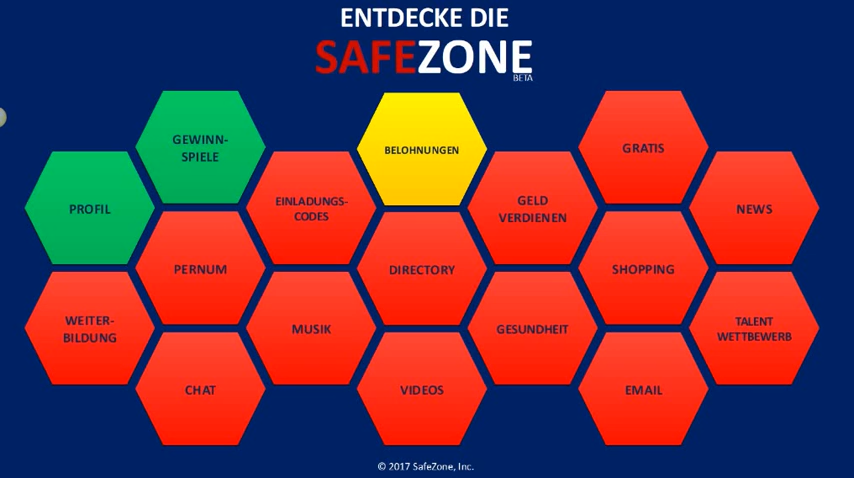 ENTDECKE DIE
SAFEZONE
BETA
GEWINN-
SPIELE
BELOHNUNGEN
GRATIS
PROFIL
EINLADUNGS-
CODES
GELD
VERDIENEN
NEWS
PERNUM
DIRECTORY
SHOPPING
WEITER-
BILDUNG
MUSIK
GESUNDHEIT
TALENT
WETTBEWERB
CHAT
VIDEOS
EMAIL
© 2017 SafeZone, Inc.